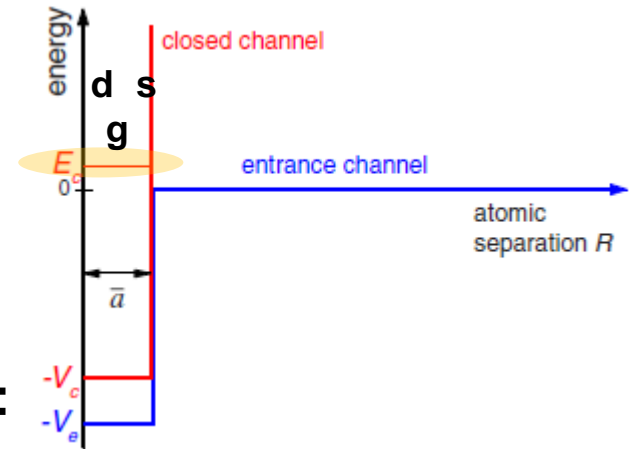 energy
closed channel
d s
g
E_c
entrance channel
0
atomic
separation R
ā
-V_c
:
-V_e